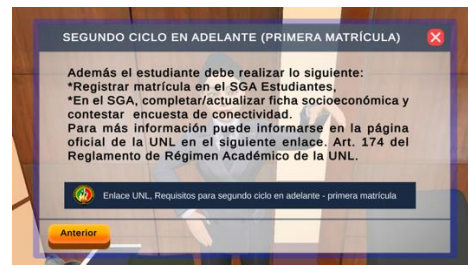 SEGUNDO CICLO EN ADELANTE (PRIMERA MATRÍCULA)
Además el estudiante debe realizar lo siguiente:
*Registrar matrícula en el SGA Estudiantes,
*En el SGA, completar/actualizar ficha socioeconómica y
contestar encuesta de conectividad.
Para más información puede informarse en la página
oficial de la UNL en el siguiente enlace. Art. 174 del
Reglamento de Régimen Académico de la UNL.
Enlace UNL, Requisitos para segundo ciclo en adelante - primera matrícula
Anterior